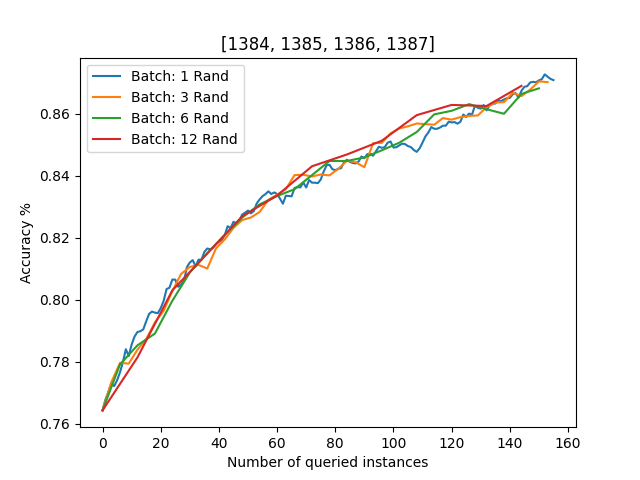 [1384, 1385, 1386, 1387]
Batch: 1 Rand
Batch: 3 Rand
Batch: 6 Rand
Batch: 12 Rand
0.86
0.84
0.82
0.80
0.78
0.76
Accuracy %
0 20 40 60 80 100 120 140 160
Number of queried instances